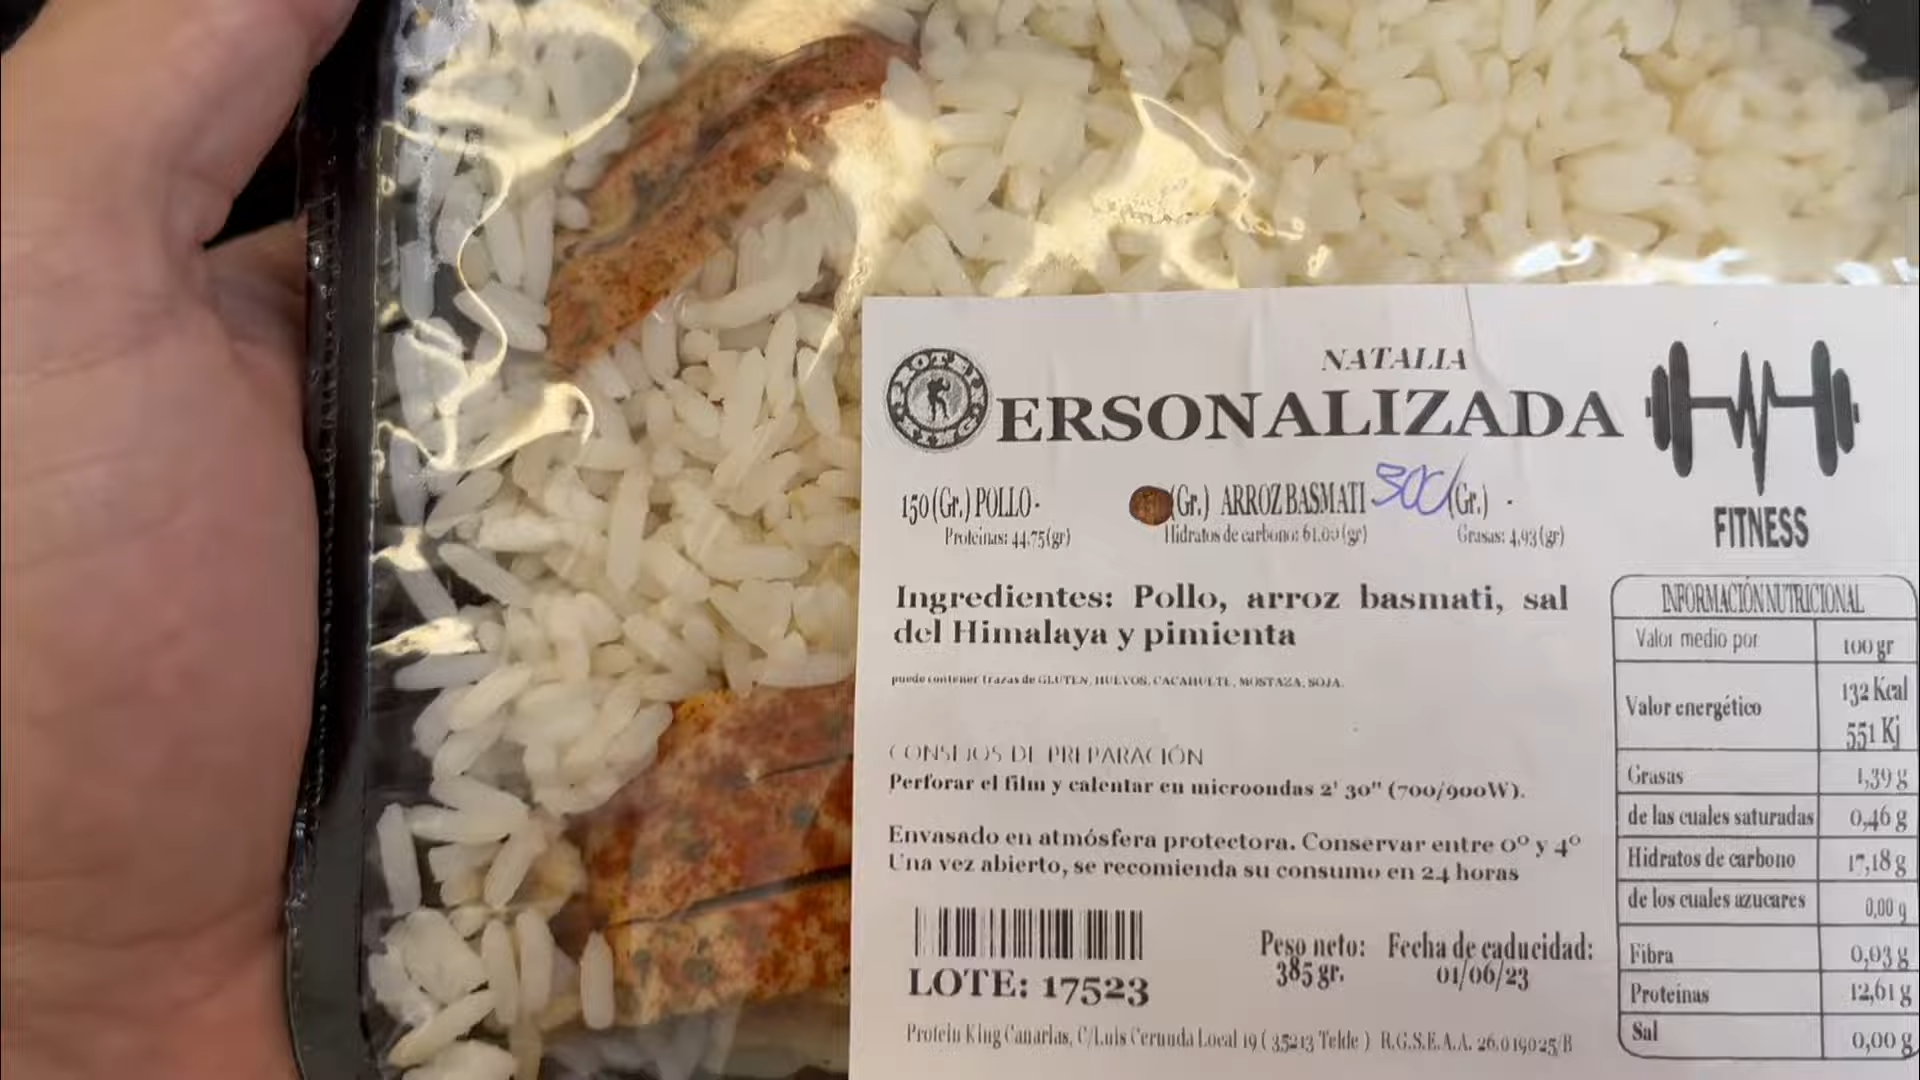 NATALIA
PROTEIN KING
ERSONALIZADA
150 (Gr.) POLLO -
(Gr.) ARROZ BASMATI 300 (Gr.) -
Proteinas: 44.75(gr)
Hidratos de carbono: 61.00 (gr)
Grasas: 4,93 (gr)
FITNESS
Ingredientes: Pollo, arroz basmati, sal
del Himalaya y pimienta
puede contener trazas de GLUTEN, HUEVOS, CACAHUETE, MOSTAZA, SOJA.
CONSEJOS DE PREPARACIÓN
Perforar el film y calentar en microondas 2' 30" (700/900W).
Envasado en atmósfera protectora. Conservar entre 0º y 4º
Una vez abierto, se recomienda su consumo en 24 horas
LOTE: 17523
Peso neto:
385 gr.
Fecha de caducidad:
01/06/23
Protein King Canarias, C/Luis Cernuda Local 19 ( 35213 Telde ) R.G.S.E.A.A. 26.019025/B
INFORMACIÓN NUTRICIONAL
Valor medio por 100 gr
Valor energético 132 Kcal
551 Kj
Grasas 1,39 g
de las cuales saturadas 0,46 g
Hidratos de carbono 17,18 g
de los cuales azucares 0,00 g
Fibra 0,03 g
Proteinas 12,61 g
Sal 0,00 g